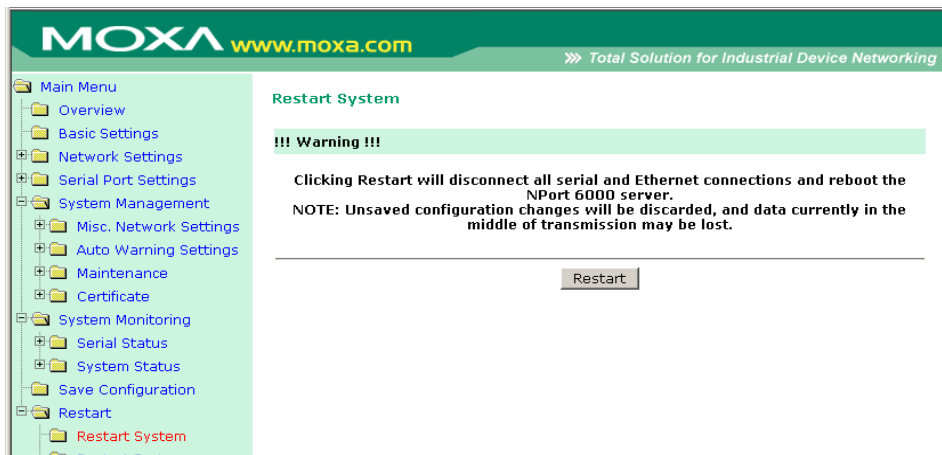 MOXA www.moxa.com
Total Solution for Industrial Device Networking
Main Menu
Overview
Basic Settings
Network Settings
Serial Port Settings
System Management
Misc. Network Settings
Auto Warning Settings
Maintenance
Certificate
System Monitoring
Serial Status
System Status
Save Configuration
Restart
Restart System
Restart System
!!! Warning !!!
Clicking Restart will disconnect all serial and Ethernet connections and reboot the
NPort 6000 server.
NOTE: Unsaved configuration changes will be discarded, and data currently in the
middle of transmission may be lost.
Restart